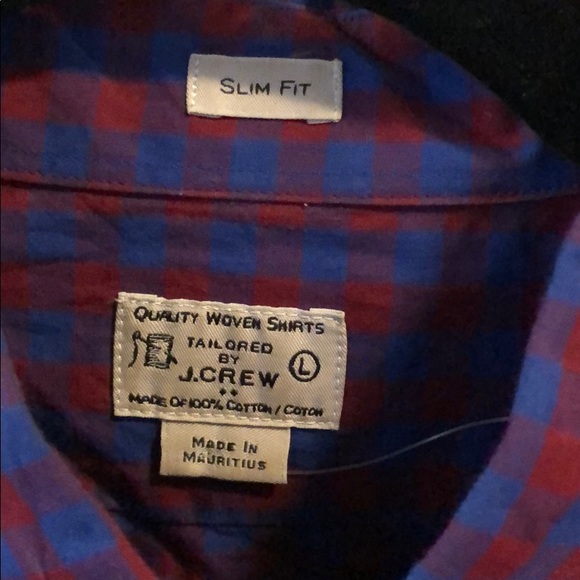 SLIM FIT
QUALITY WOVEN SHIRTS
TAILORED
BY
J.CREW
L
MADE OF 100% COTTON / COTON
MADE IN
MAURITIUS